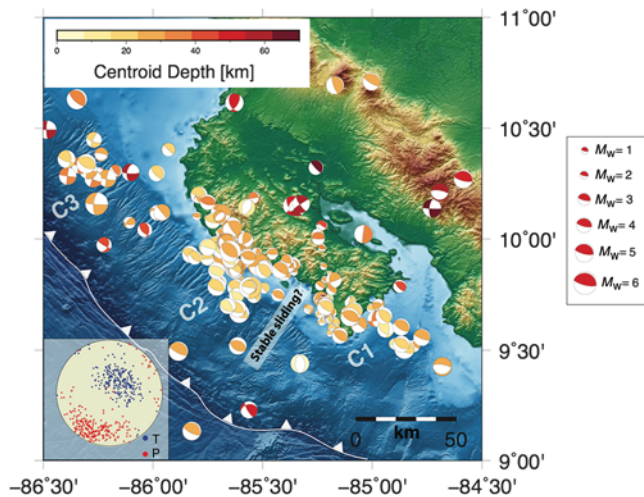 0 20 40 60
Centroid Depth [km]
11°00'
10°30'
10°00'
9°30'
9°00'
C3
C2
Stable sliding?
C1
T
P
km
0 50
−86°30' −86°00' −85°30' −85°00' −84°30'
Mw= 1
Mw= 2
Mw= 3
Mw= 4
Mw= 5
Mw= 6